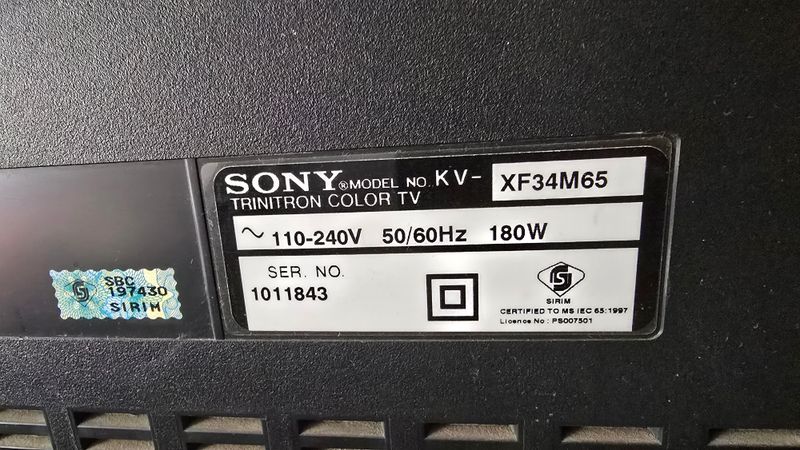 SONY® MODEL NO. KV-XF34M65
TRINITRON COLOR TV
~ 110-240V 50/60Hz 180W
SER. NO.
1011843
SIRIM
CERTIFIED TO MS IEC 65:1997
Licence No : PS007501
SBC
197430
SIRIM